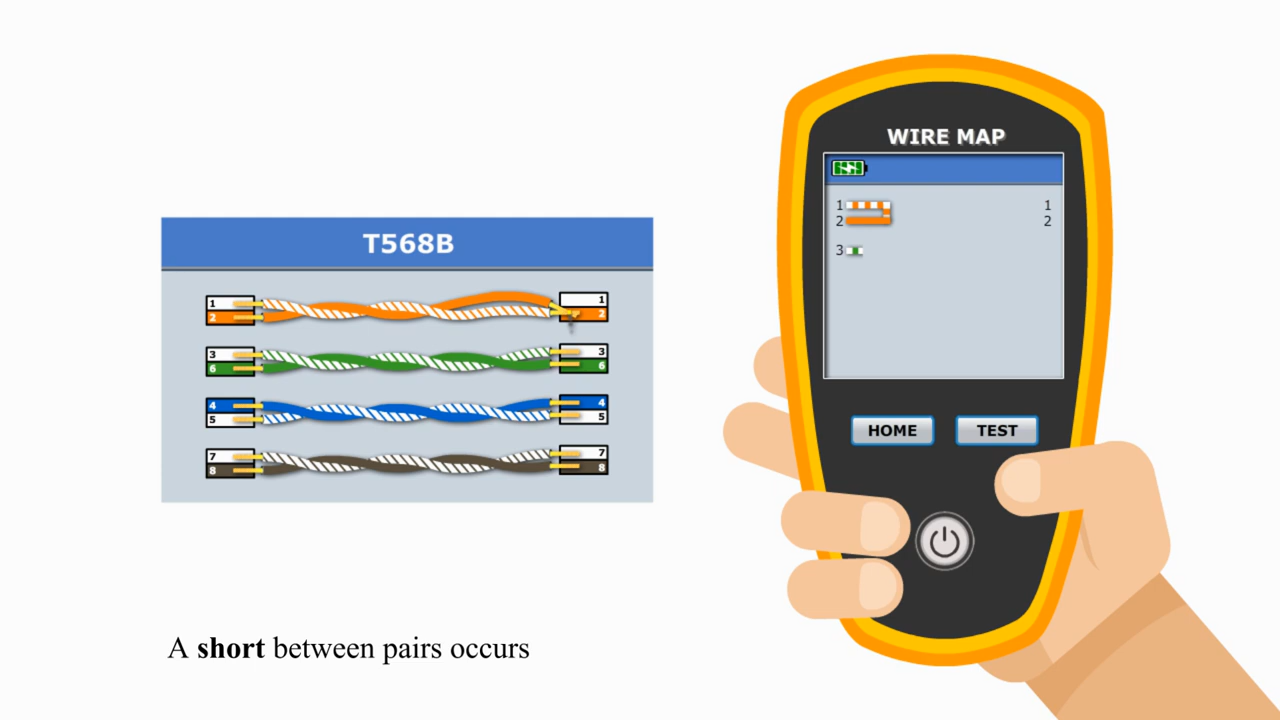 WIRE MAP
1 1
2 2
3
T568B
1 1
2 2
3 3
6 6
4 4
5 5
7 7
8 8
HOME TEST
A short between pairs occurs